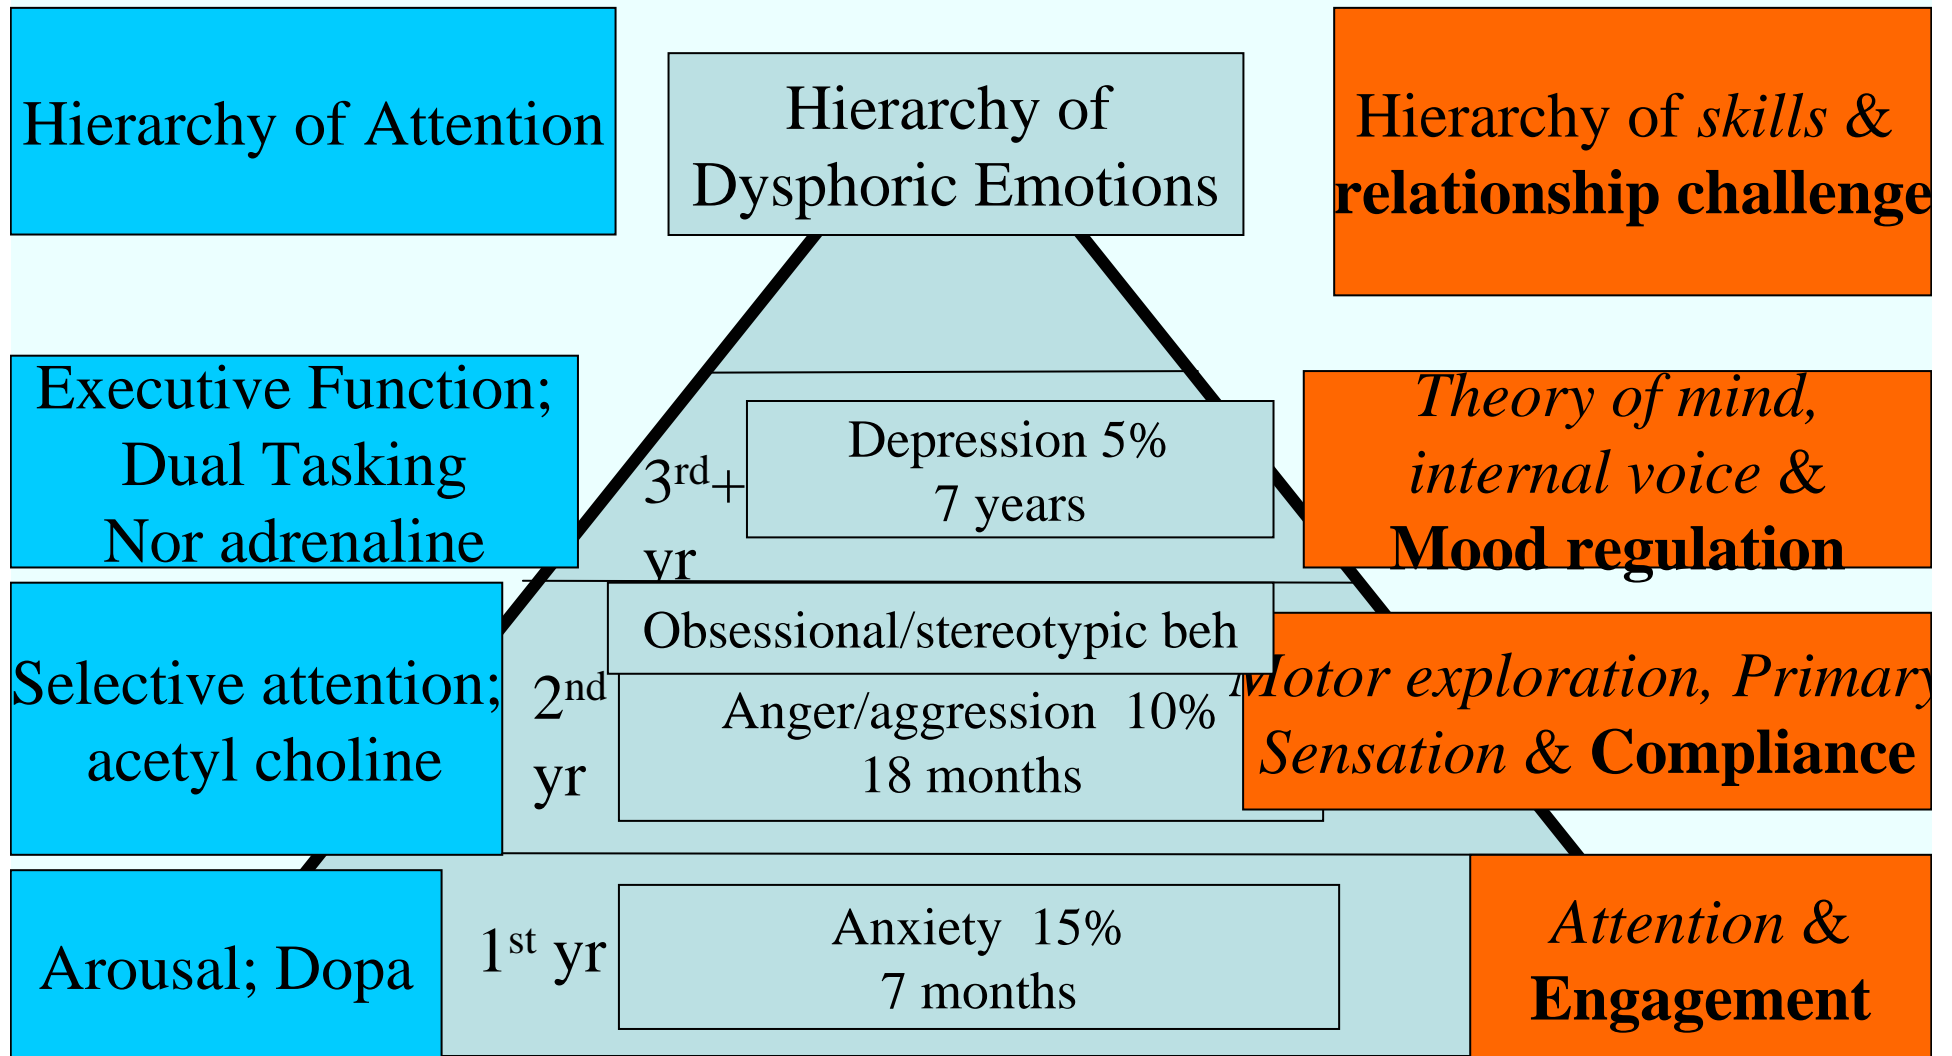 Hierarchy of Attention
Hierarchy of
Dysphoric Emotions
Hierarchy of skills &
relationship challenge
Executive Function;
Dual Tasking
Nor adrenaline
3rd+
yr
Depression 5%
7 years
Theory of mind,
internal voice &
Mood regulation
Selective attention;
acetyl choline
2nd
yr
Obsessional/stereotypic beh
Anger/aggression 10%
18 months
Motor exploration, Primary
Sensation & Compliance
Arousal; Dopa
1st yr
Anxiety 15%
7 months
Attention &
Engagement